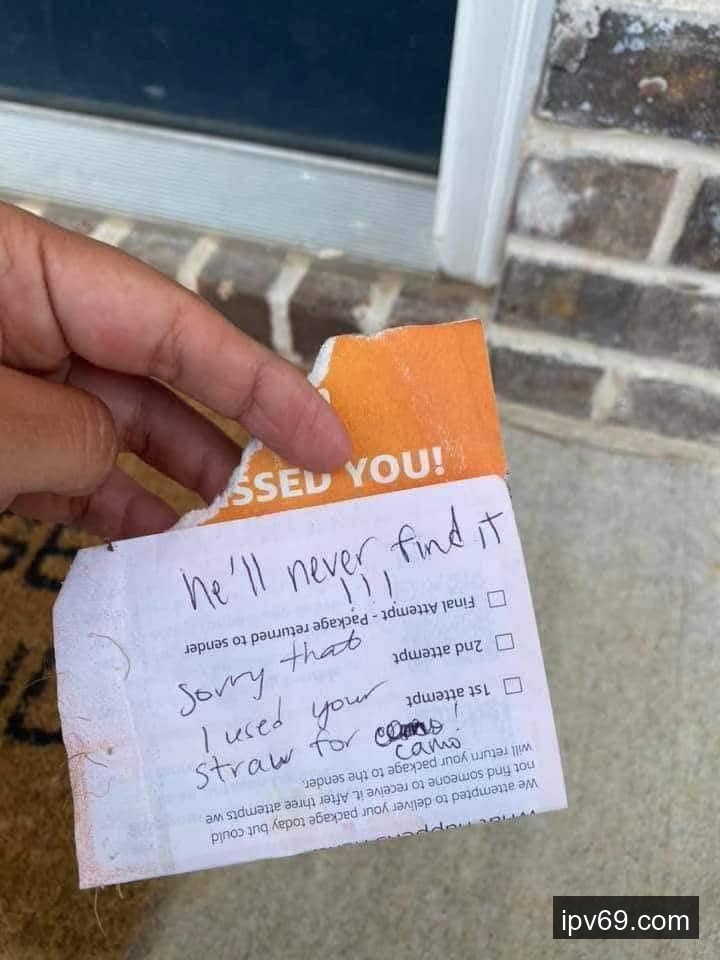 SSED YOU!
he'll never find it
!!!
Final Attempt - Package returned to sender
sorry that
2nd attempt
I used your
1st attempt
straw for camo!
will return your package to the sender.
not find someone to receive it. After three attempts we
We attempted to deliver your package today but could
ipv69.com